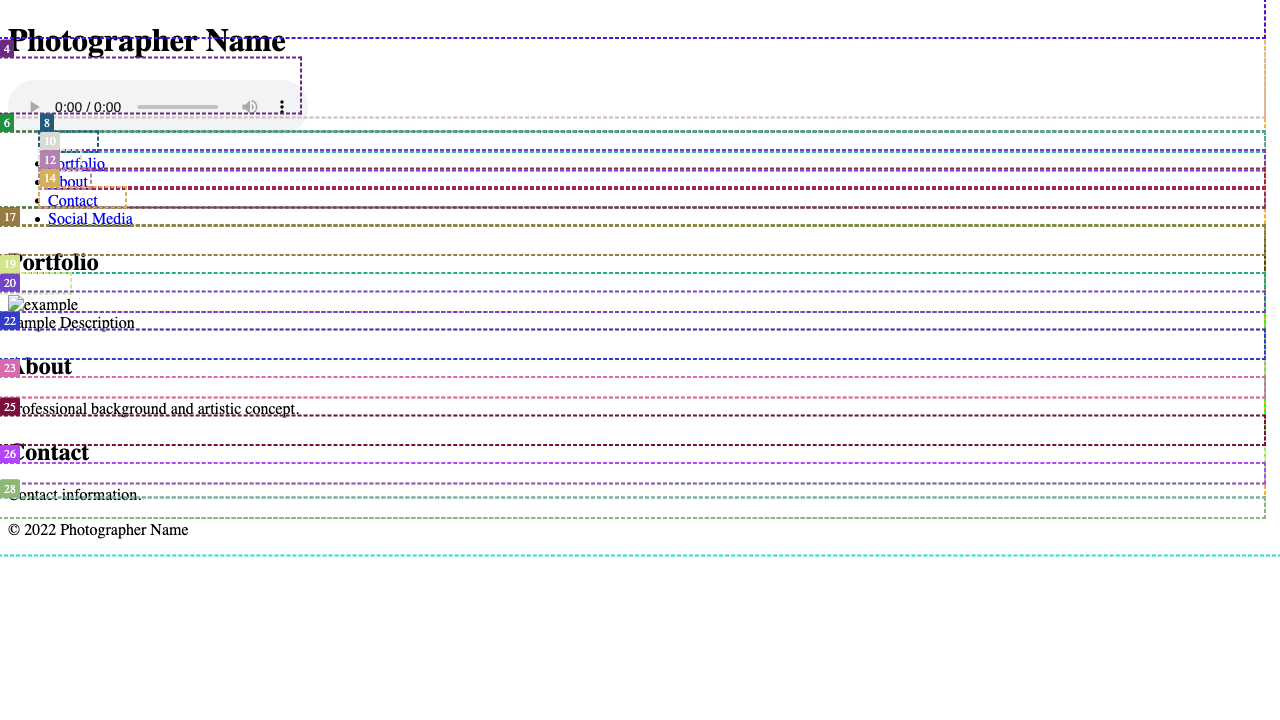 Photographer Name
4
0:00 / 0:00
6
8
10
Portfolio
12
About
14
Contact
17
Social Media
Portfolio
19
20
example
22
Sample Description
About
23
Professional background and artistic concept.
25
Contact
26
28
Contact information.
© 2022 Photographer Name